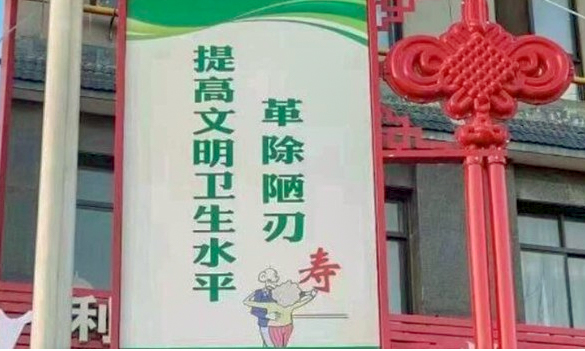 革除陋刃
提高文明卫生水平
寿
利